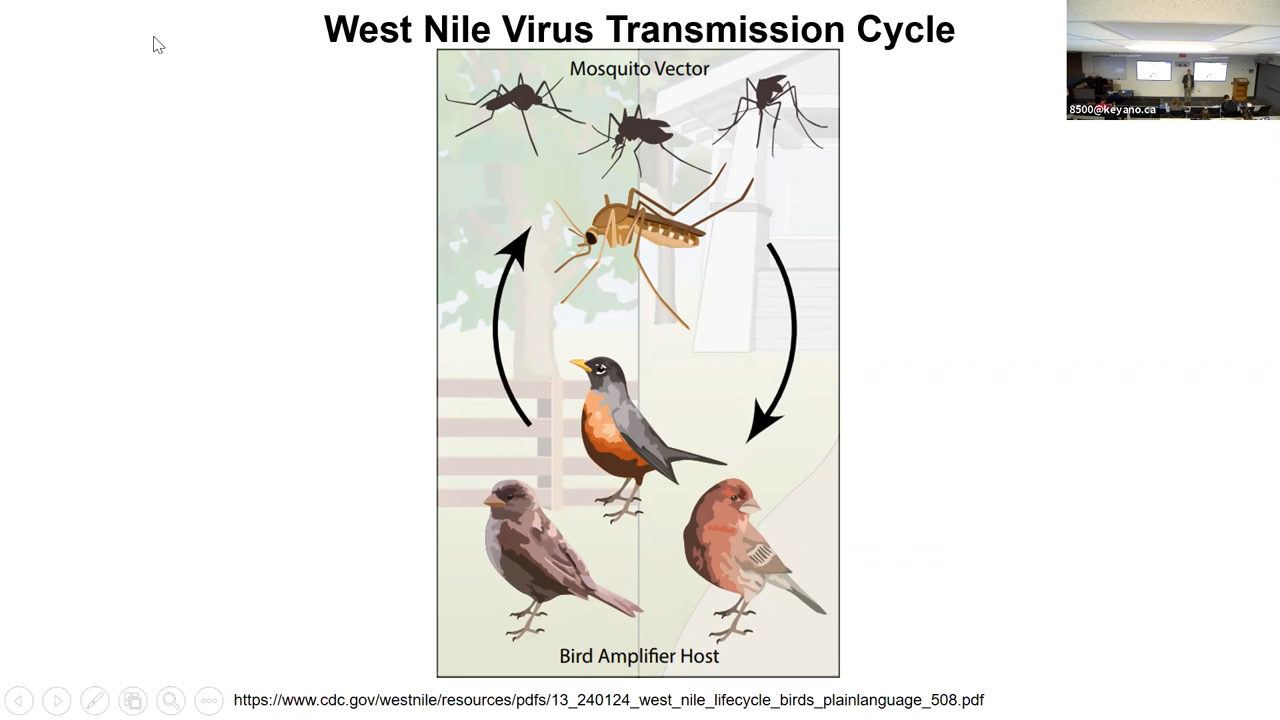 West Nile Virus Transmission Cycle
Mosquito Vector
8500@keyano.ca
Bird Amplifier Host
https://www.cdc.gov/westnile/resources/pdfs/13_240124_west_nile_lifecycle_birds_plainlanguage_508.pdf